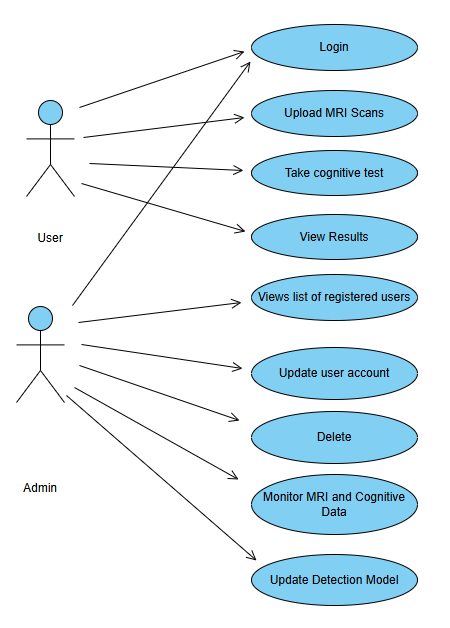 Login
Upload MRI Scans
Take cognitive test
User
View Results
Views list of registered users
Update user account
Delete
Admin
Monitor MRI and Cognitive
Data
Update Detection Model